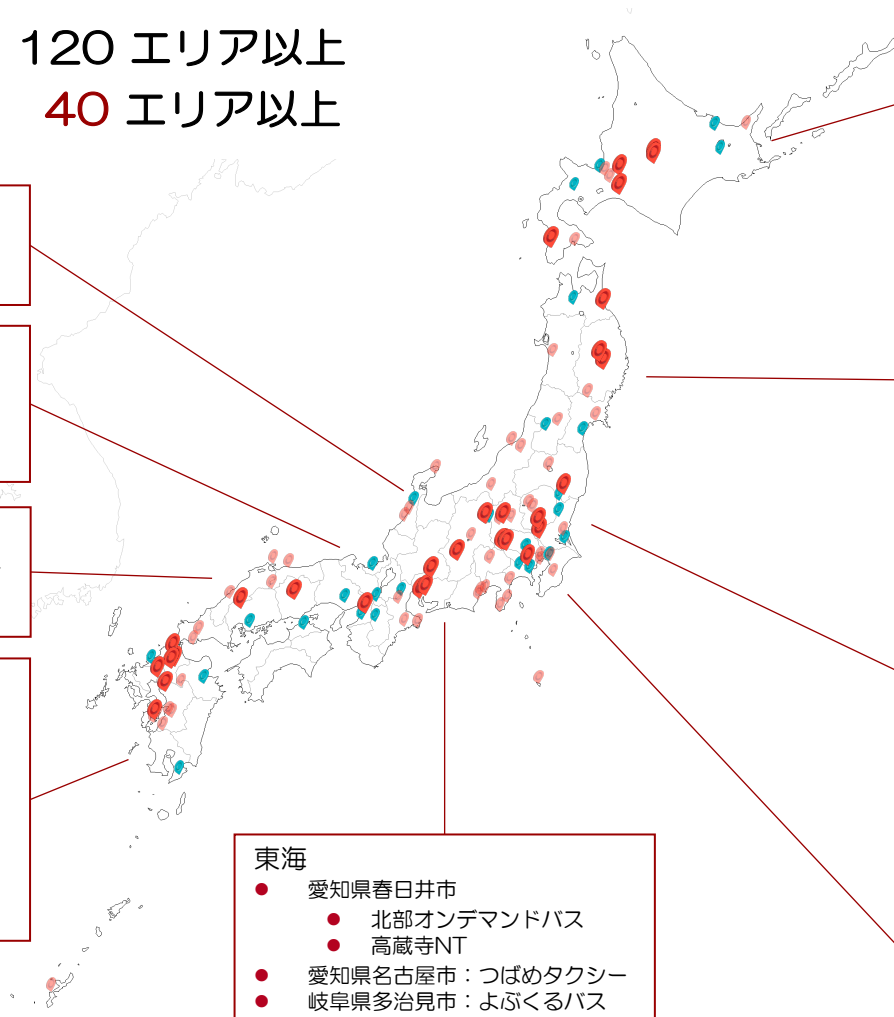 120 エリア以上
40 エリア以上
東海
● 愛知県春日井市
● 北部オンデマンドバス
● 高蔵寺NT
● 愛知県名古屋市：つばめタクシー
● 岐阜県多治見市：よぶくるバス